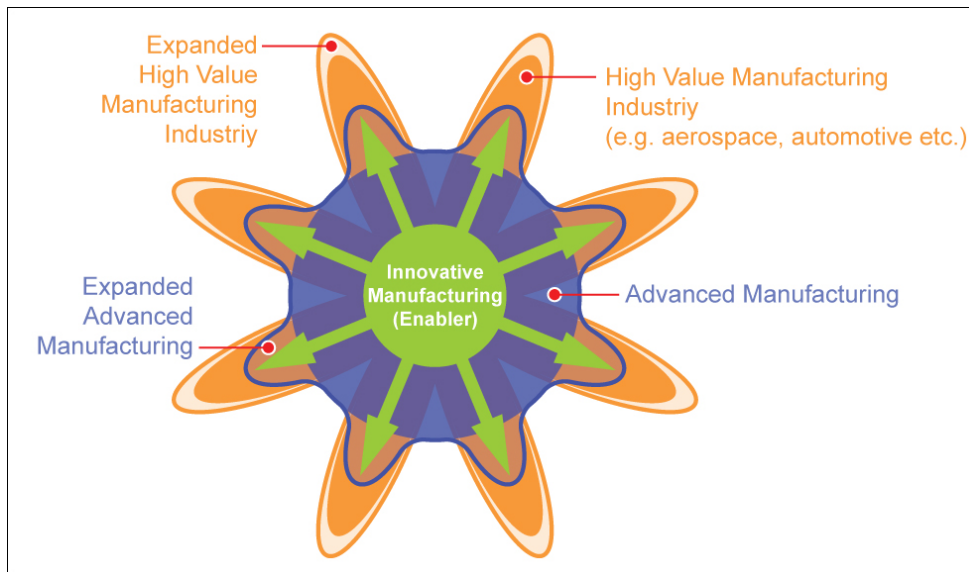 Expanded
High Value
Manufacturing
Industriy
High Value Manufacturing
Industriy
(e.g. aerospace, automotive etc.)
Innovative
Manufacturing
(Enabler)
Expanded
Advanced
Manufacturing
Advanced Manufacturing